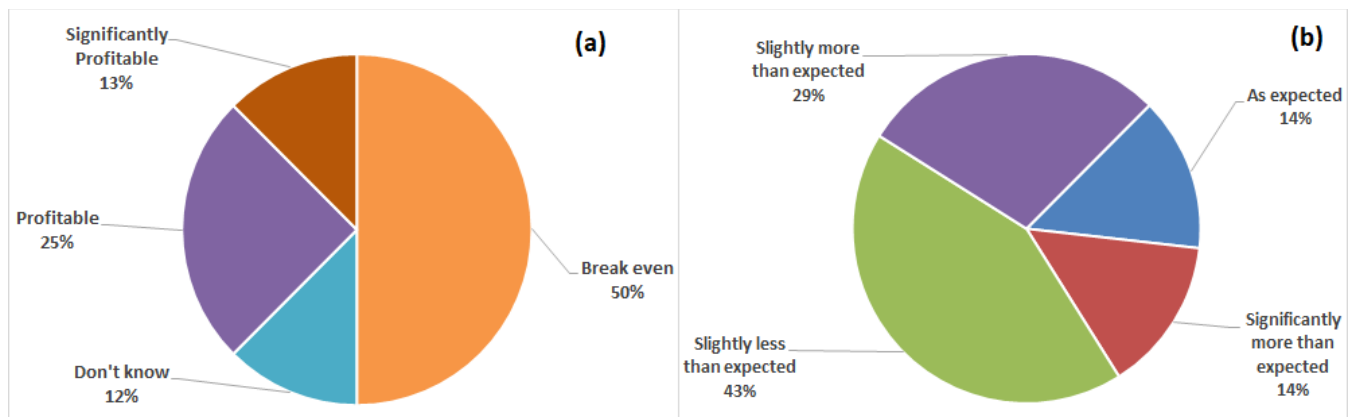 (a)
Significantly
Profitable
13%
Profitable
25%
Don't know
12%
Break even
50%
(b)
Slightly more
than expected
29%
As expected
14%
Slightly less
than expected
43%
Significantly
more than
expected
14%